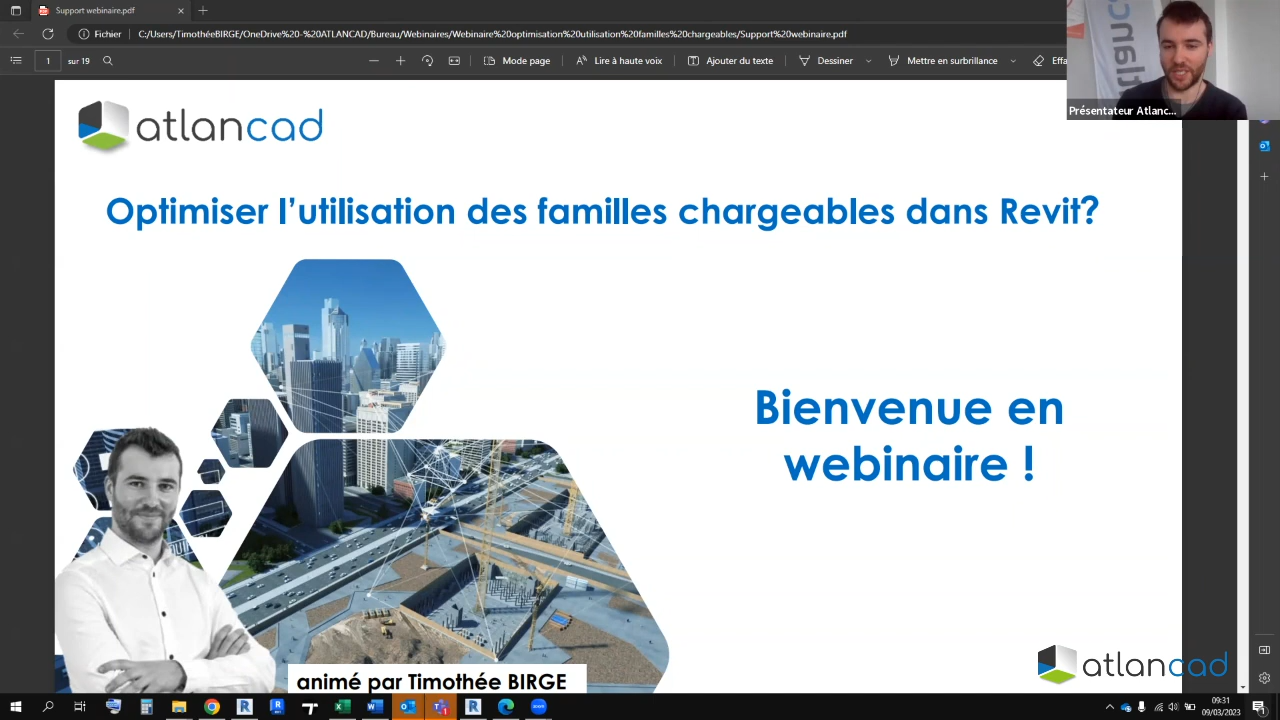 Support webinaire.pdf
Fichier
C:/Users/TimothéeBIRGE/OneDrive%20-%20ATLANCAD/Bureau/Webinaires/Webinaire%20optimisation%20utilisation%20familles%20chargeables/Support%20webinaire.pdf
1 sur 19
Mode page
Lire à haute voix
Ajouter du texte
Dessiner
Mettre en surbrillance
Effa
Présentateur Atlanc...
atlancad
Optimiser l’utilisation des familles chargeables dans Revit?
Bienvenue en
webinaire !
animé par Timothée BIRGE
atlancad
09:31
09/03/2023